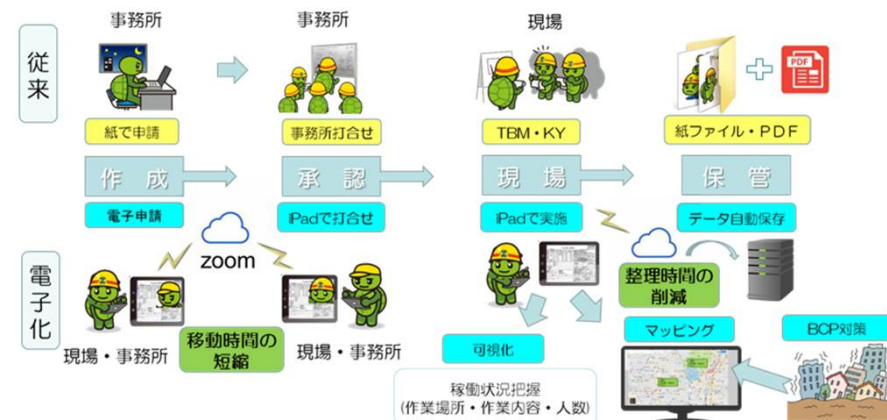 事務所
事務所
現場
従来
PDF
紙で申請
事務所打合せ
TBM・KY
紙ファイル・PDF
作成
承認
現場
保管
電子申請
iPadで打合せ
iPadで実施
データ自動保存
電子化
zoom
整理時間の
削減
移動時間の
短縮
現場・事務所
現場・事務所
可視化
マッピング
BCP対策
稼働状況把握
(作業場所・作業内容・人数)